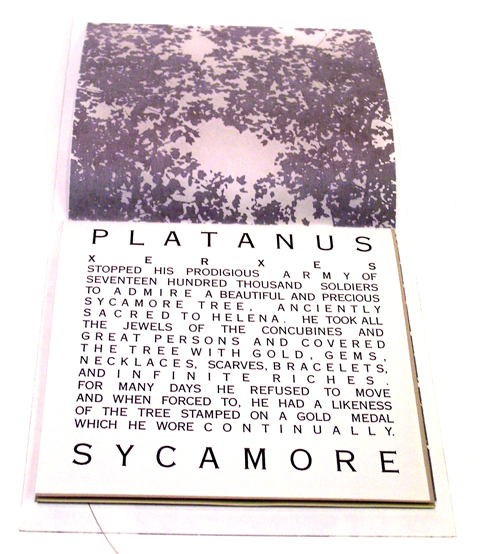 PLATANUS
XERXES
STOPPED HIS PRODIGIOUS ARMY OF
SEVENTEEN HUNDRED THOUSAND SOLDIERS
TO ADMIRE A BEAUTIFUL AND PRECIOUS
SYCAMORE TREE, ANCIENTLY
SACRED TO HELENA. HE TOOK ALL
THE JEWELS OF THE CONCUBINES AND
GREAT PERSONS AND COVERED
THE TREE WITH GOLD, GEMS,
NECKLACES, SCARVES, BRACELETS,
AND INFINITE RICHES.
FOR MANY DAYS HE REFUSED TO MOVE
AND WHEN FORCED TO, HE HAD A LIKENESS
OF THE TREE STAMPED ON A GOLD MEDAL
WHICH HE WORE CONTINUALLY.
SYCAMORE